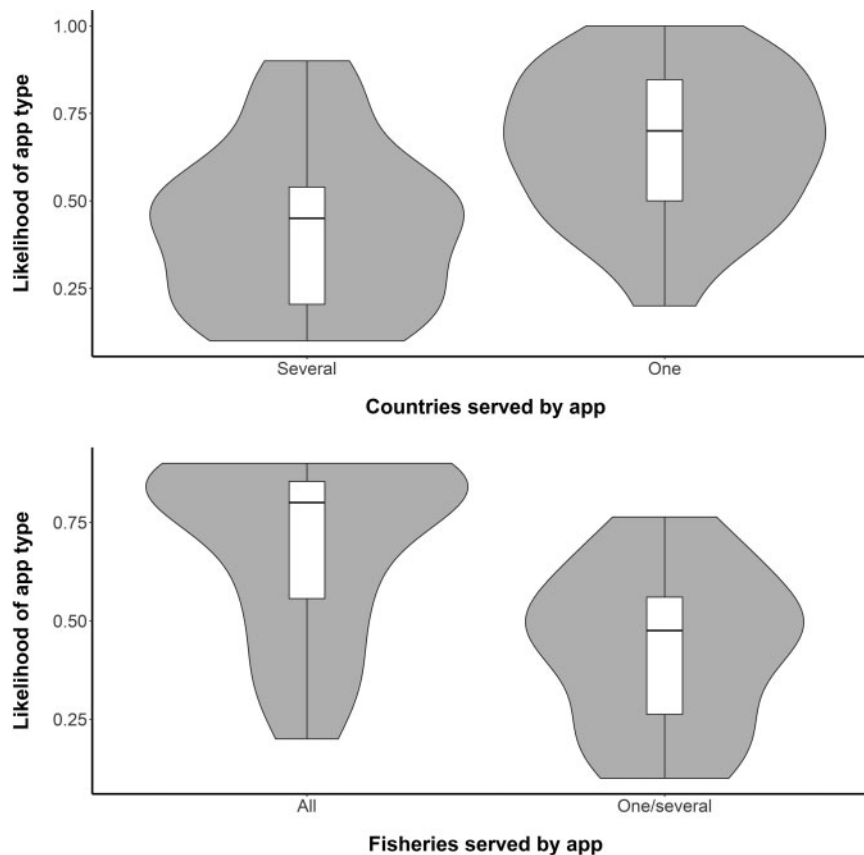 Likelihood of app type
1.00
0.75
0.50
0.25
Several One
Countries served by app
Likelihood of app type
0.75
0.50
0.25
All One/several
Fisheries served by app